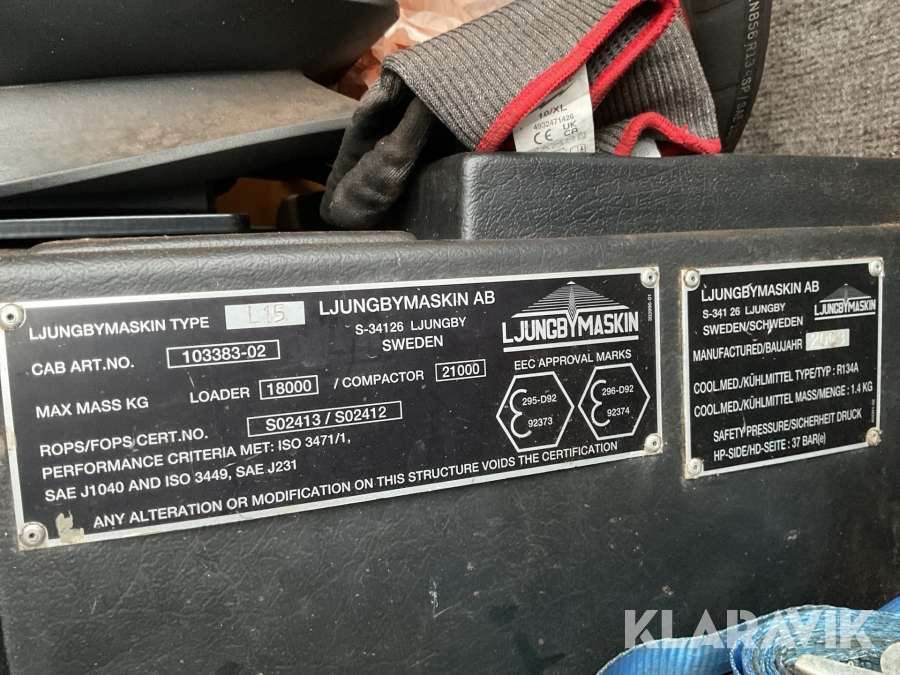 10/XL
4932471426
CE UK CA
LJUNGBYMASKIN TYPE L15
LJUNGBYMASKIN AB
S-34126 LJUNGBY
SWEDEN
CAB ART.NO. 103383-02
MAX MASS KG LOADER 18000 / COMPACTOR 21000
ROPS/FOPS CERT.NO. S02413 / S02412
PERFORMANCE CRITERIA MET: ISO 3471/1,
SAE J1040 AND ISO 3449, SAE J231
ANY ALTERATION OR MODIFICATION ON THIS STRUCTURE VOIDS THE CERTIFICATION
LJUNGBYMASKIN
EEC APPROVAL MARKS
295-D92
92373
296-D92
92374
LJUNGBYMASKIN AB
S-341 26 LJUNGBY
SWEDEN/SCHWEDEN
LJUNGBYMASKIN
MANUFACTURED/BAUJAHR
COOL.MED./KÜHLMITTEL TYPE/TYP: R134A
COOL.MED./KÜHLMITTEL MASS/MENGE: 1.4 KG
SAFETY PRESSURE/SICHERHEIT DRUCK
HP-SIDE/HD-SEITE: 37 BAR(e)
KLARAVIK